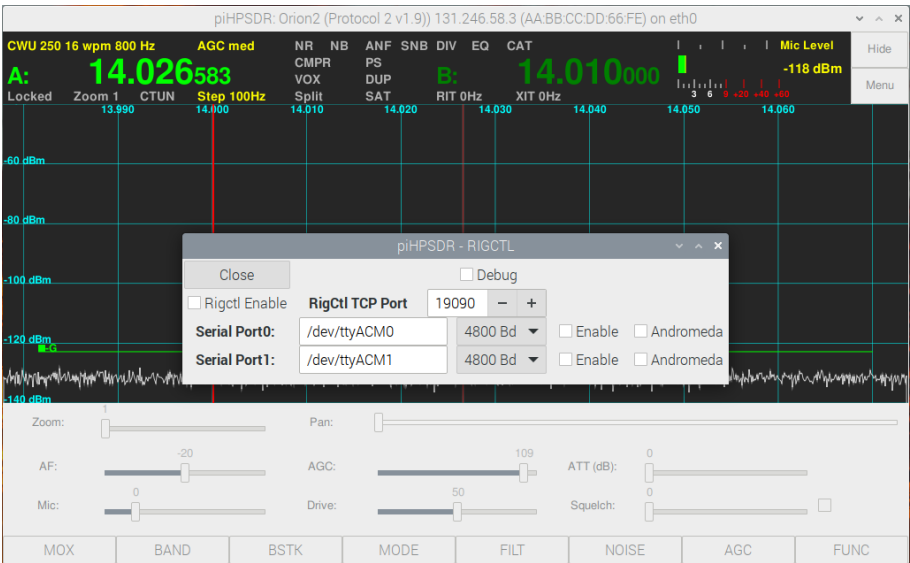 piHPSDR: Orion2 (Protocol 2 v1.9)) 131.246.58.3 (AA:BB:CC:DD:66:FE) on eth0
CWU 250 16 wpm 800 Hz AGC med NR NB ANF SNB DIV EQ CAT Mic Level Hide
CMPR PS
A: 14.026583 VOX DUP B: 14.010000 -118 dBm
Locked Zoom 1 CTUN Step 100Hz Split SAT RIT 0Hz XIT 0Hz 3 6 9 +20 +40 +60 Menu
13.990 14.000 14.010 14.020 14.030 14.040 14.050 14.060
-60 dBm
-80 dBm
piHPSDR - RIGCTL
Close Debug
-100 dBm
Rigctl Enable RigCtl TCP Port 19090 − +
Serial Port0: /dev/ttyACM0 4800 Bd Enable Andromeda
-120 dBm
-G
Serial Port1: /dev/ttyACM1 4800 Bd Enable Andromeda
-140 dBm
Zoom: 1 Pan:
AF: -20 AGC: 109 ATT (dB): 0
Mic: 0 Drive: 50 Squelch: 0
MOX BAND BSTK MODE FILT NOISE AGC FUNC